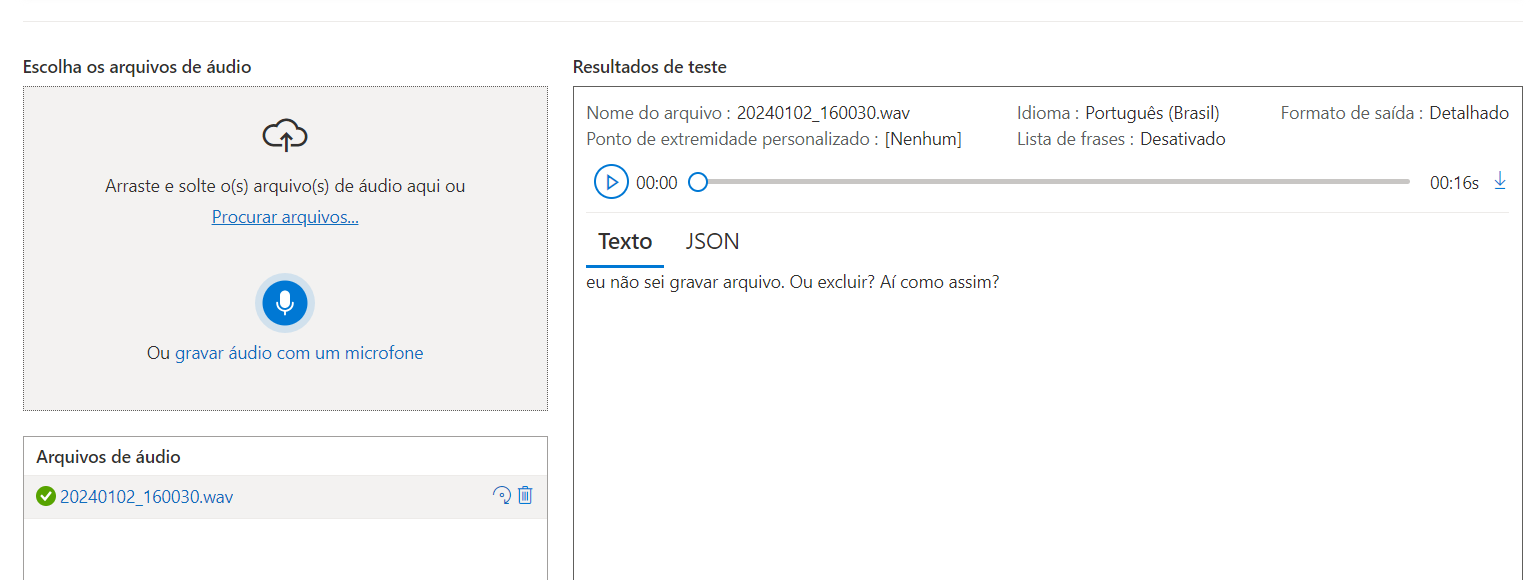 Escolha os arquivos de áudio
Arraste e solte o(s) arquivo(s) de áudio aqui ou
Procurar arquivos...
Ou gravar áudio com um microfone
Arquivos de áudio
20240102_160030.wav
Resultados de teste
Nome do arquivo : 20240102_160030.wav Idioma : Português (Brasil) Formato de saída : Detalhado
Ponto de extremidade personalizado : [Nenhum] Lista de frases : Desativado
00:00 00:16s
Texto JSON
eu não sei gravar arquivo. Ou excluir? Aí como assim?